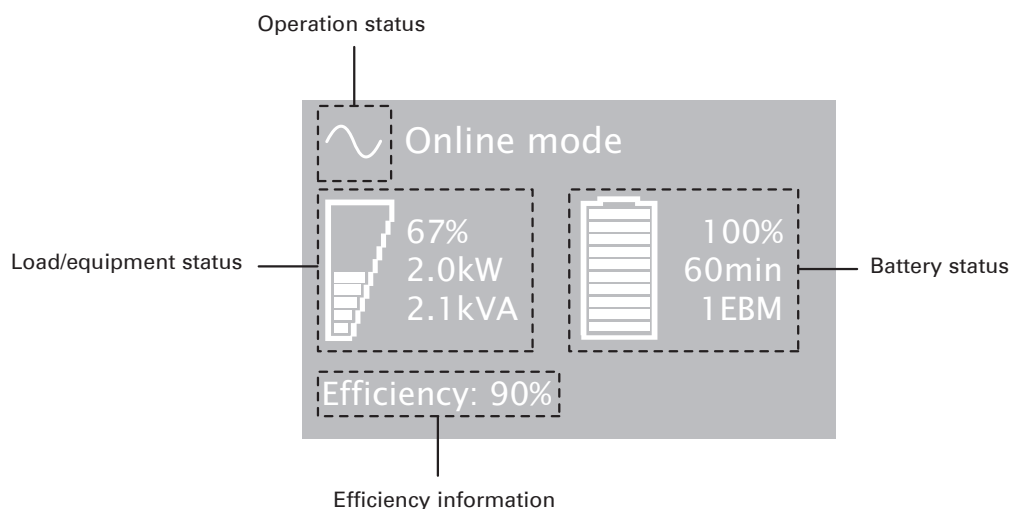 Operation status
Online mode
Load/equipment status
67%
2.0kW
2.1kVA
100%
60min
1EBM
Battery status
Efficiency: 90%
Efficiency information